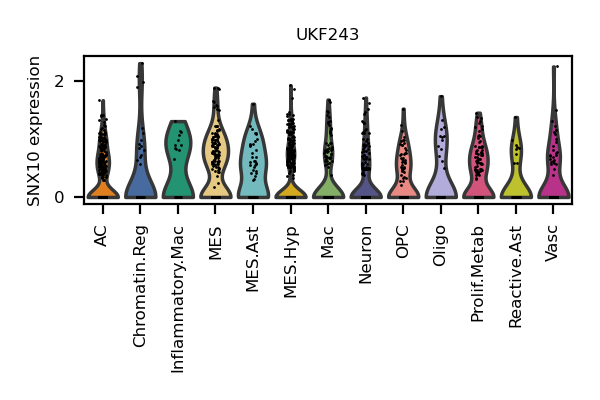 UKF243
SNX10 expression
2
0
AC
Chromatin.Reg
Inflammatory.Mac
MES
MES.Ast
MES.Hyp
Mac
Neuron
OPC
Oligo
Prolif.Metab
Reactive.Ast
Vasc